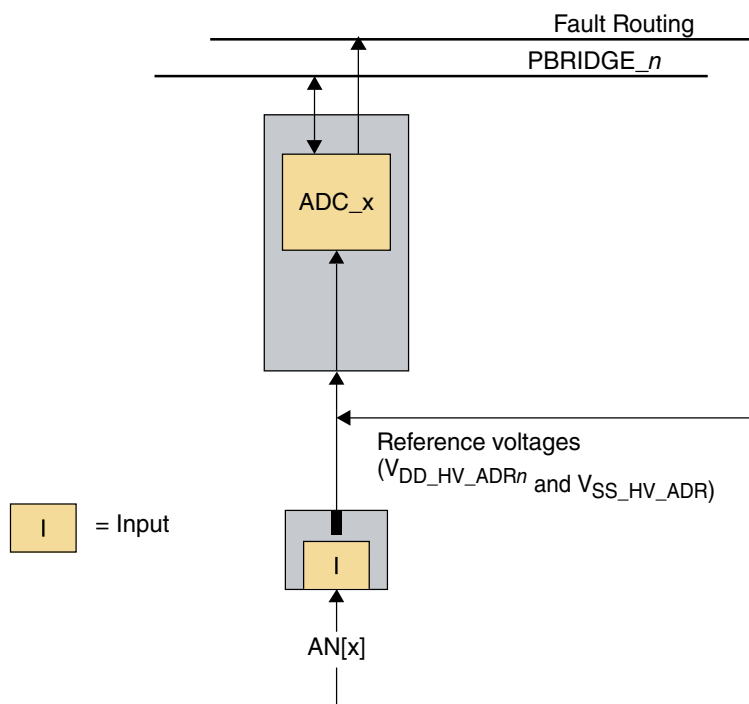 Fault Routing
PBRIDGE_n
ADC_x
Reference voltages
(VDD_HV_ADRn and VSS_HV_ADR)
I = Input
I
AN[x]